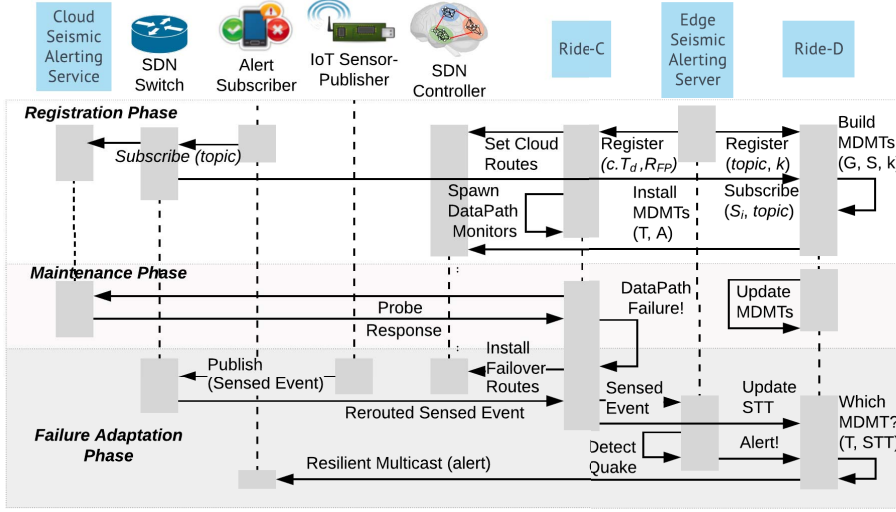 Cloud
Seismic
Alerting
Service
SDN
Switch
Alert
Subscriber
IoT Sensor-
Publisher
SDN
Controller
Ride-C
Edge
Seismic
Alerting
Server
Ride-D
Registration Phase
Subscribe (topic)
Set Cloud
Routes
Register
(c.Td ,RFP)
Register
(topic, k)
Build
MDMTs
(G, S, k
Spawn
DataPath
Monitors
Install
MDMTs
(T, A)
Subscribe
(Si, topic)
Maintenance Phase
Probe
Response
DataPath
Failure!
Update
MDMTs
Publish
(Sensed Event)
Install
Failover
Routes
Rerouted Sensed Event
Sensed
Event
Update
STT
Which
MDMT?
(T, STT)
Failure Adaptation
Phase
Detect
Quake
Alert!
Resilient Multicast (alert)